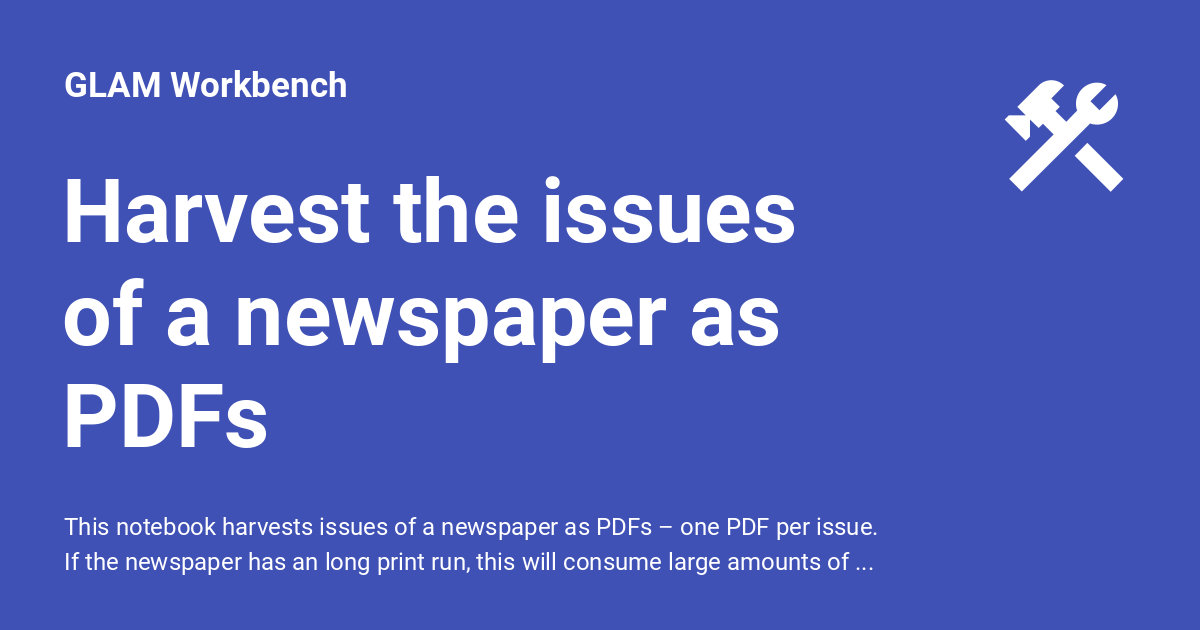 GLAM Workbench
Harvest the issues
of a newspaper as
PDFs
This notebook harvests issues of a newspaper as PDFs – one PDF per issue.
If the newspaper has an long print run, this will consume large amounts of ...